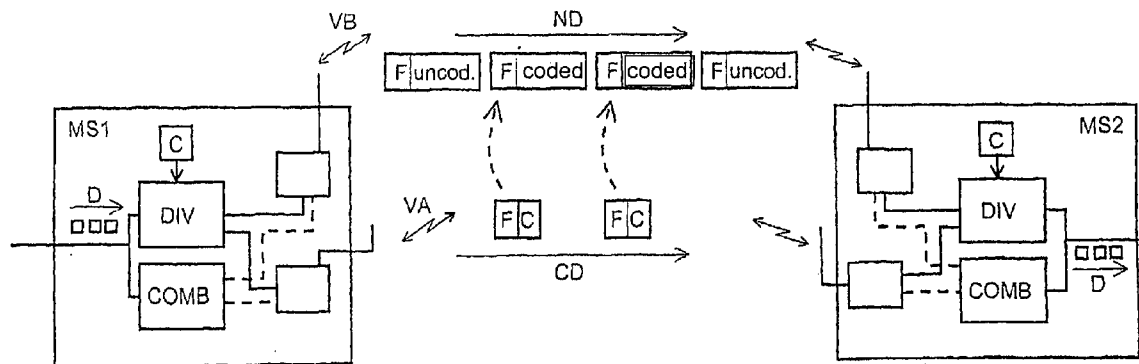 VB
ND
F uncod. F coded F coded F uncod.
MS1
MS2
C
C
D
DIV
DIV
VA
F C F C
CD
COMB
COMB
D